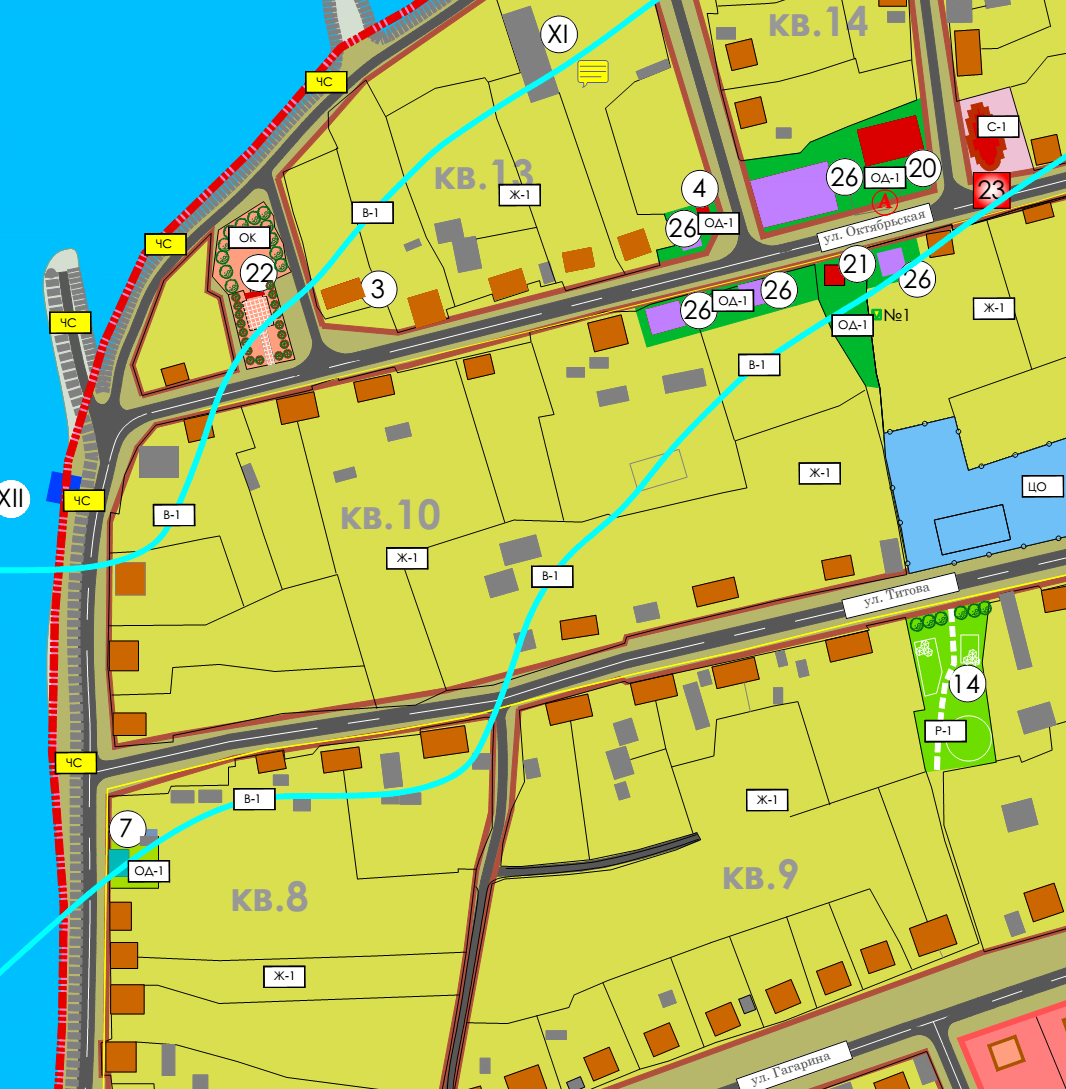 XI
кв.14
ЧС
С-1
кв.13
26
ОД-1
20
4
Ж-1
23
А
В-1
26
ОД-1
ул. Октябрьская
ОК
ЧС
22
3
21
26
26
ОД-1
26
Ж-1
ЧС
ОД-1
№1
В-1
Ж-1
ЦО
XII
ЧС
В-1
кв.10
Ж-1
В-1
ул. Титова
14
Р-1
ЧС
В-1
Ж-1
7
ОД-1
кв.8
кв.9
Ж-1
ул. Гагарина